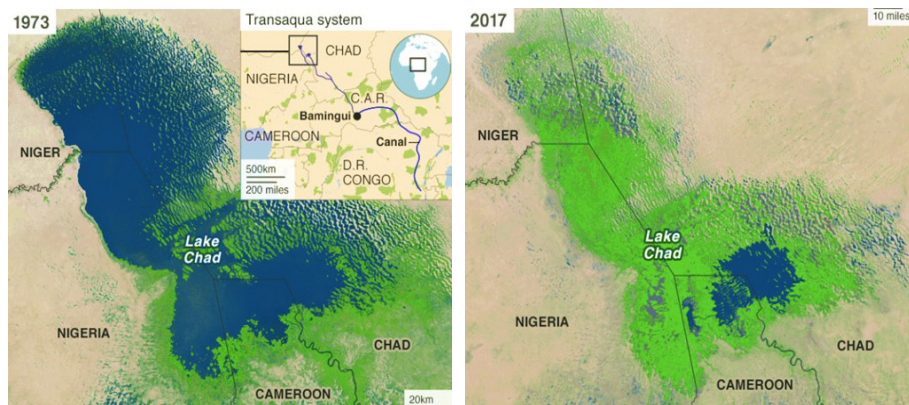 1973
Transaqua system
CHAD
NIGERIA
C.A.R.
Bamingui
CAMEROON
Canal
D.R.
CONGO
500km
200 miles
NIGER
Lake
Chad
NIGERIA
CHAD
CAMEROON
20km
2017
10 miles
NIGER
Lake
Chad
NIGERIA
CHAD
CAMEROON